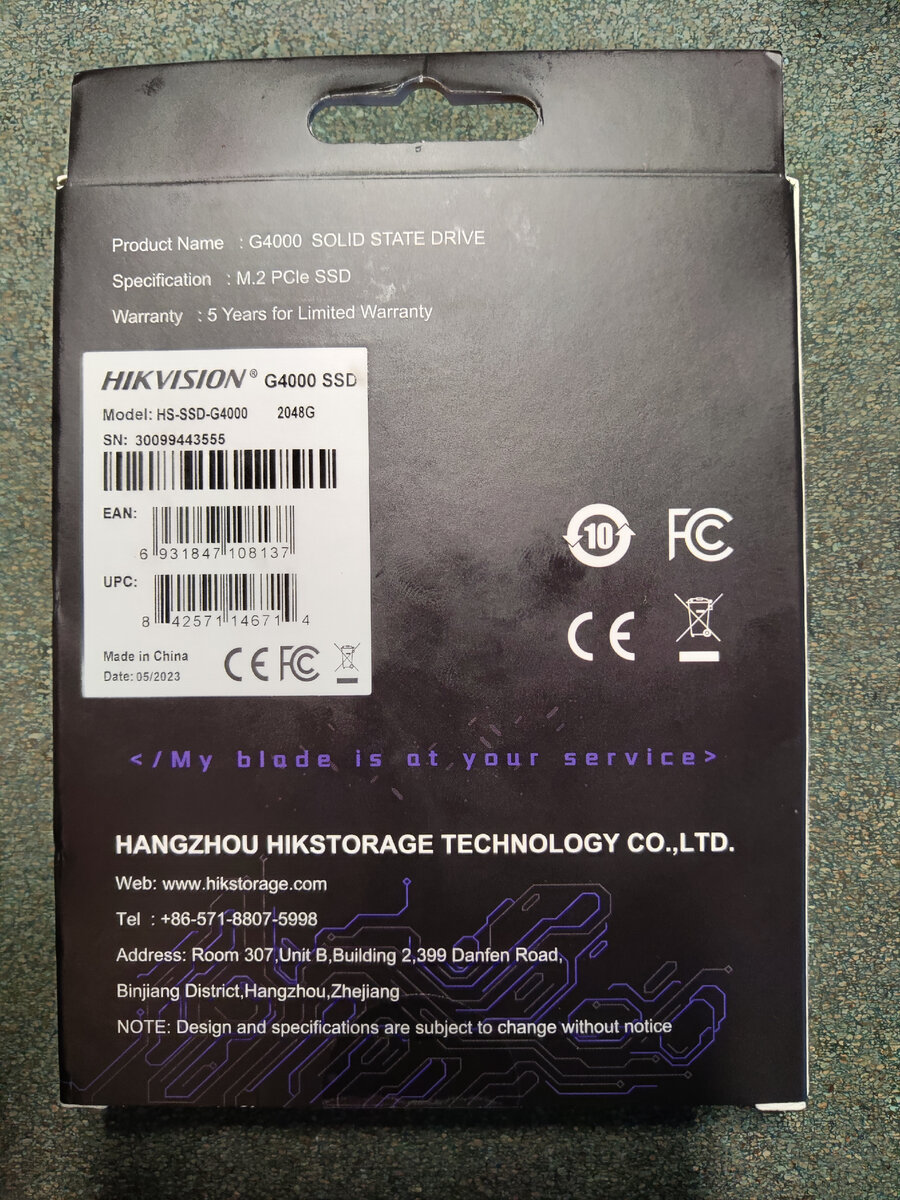 Product Name : G4000 SOLID STATE DRIVE
Specification : M.2 PCIe SSD
Warranty : 5 Years for Limited Warranty
HIKVISION® G4000 SSD
Model: HS-SSD-G4000 2048G
SN: 30099443555
EAN:
6 931847 108137
UPC:
8 42571 14671 4
Made in China
Date: 05/2023
CE FC
10 FC
CE
</My blade is at your service>
HANGZHOU HIKSTORAGE TECHNOLOGY CO.,LTD.
Web: www.hikstorage.com
Tel : +86-571-8807-5998
Address: Room 307,Unit B,Building 2,399 Danfen Road,
Binjiang District,Hangzhou,Zhejiang
NOTE: Design and specifications are subject to change without notice